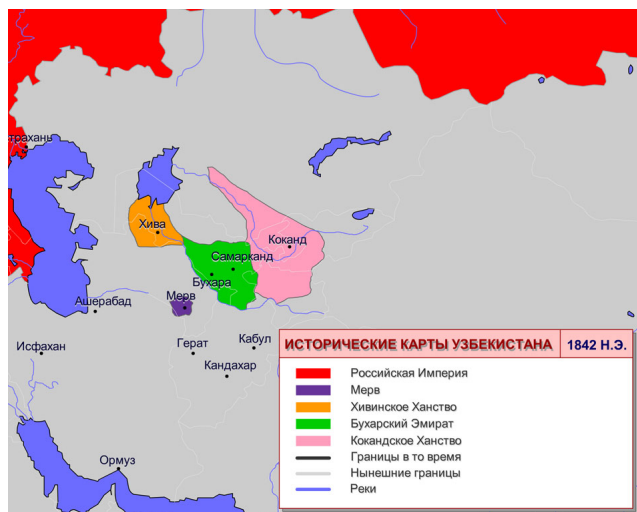 трахань
Хива
Коканд
Самарканд
Бухара
Мерв
Ашерабад
Исфахан
Герат
Кабул
Кандахар
Ормуз
ИСТОРИЧЕСКИЕ КАРТЫ УЗБЕКИСТАНА 1842 Н.Э.
Российская Империя
Мерв
Хивинское Ханство
Бухарский Эмират
Кокандское Ханство
Границы в то время
Нынешние границы
Реки